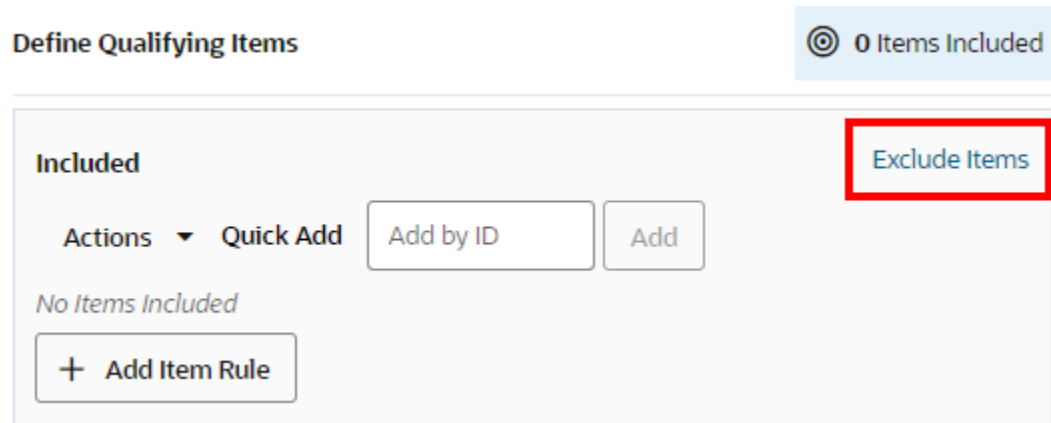 Define Qualifying Items
0 Items Included
Included
Exclude Items
Actions Quick Add Add by ID Add
No Items Included
+ Add Item Rule